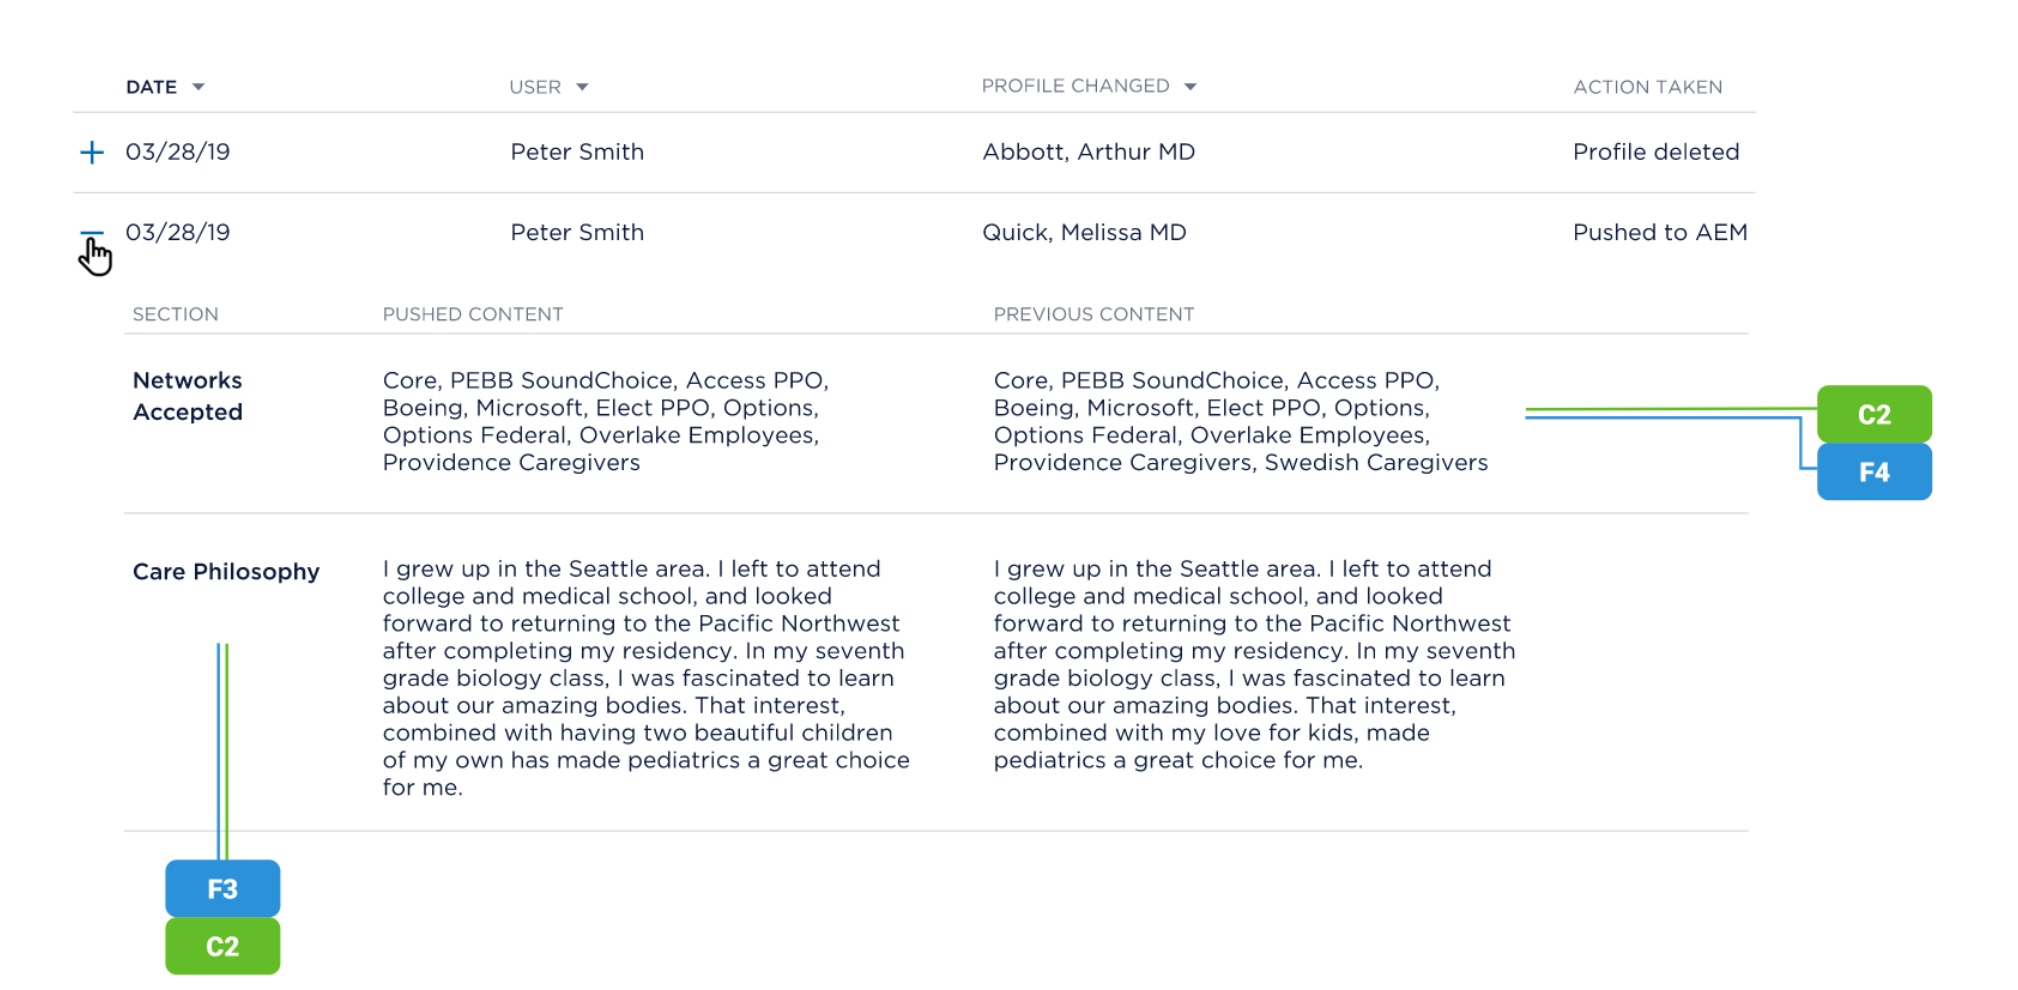 DATE USER PROFILE CHANGED ACTION TAKEN
03/28/19 Peter Smith Abbott, Arthur MD Profile deleted
03/28/19 Peter Smith Quick, Melissa MD Pushed to AEM
SECTION PUSHED CONTENT PREVIOUS CONTENT
Networks
Accepted
Core, PEBB SoundChoice, Access PPO,
Boeing, Microsoft, Elect PPO, Options,
Options Federal, Overlake Employees,
Providence Caregivers
Core, PEBB SoundChoice, Access PPO,
Boeing, Microsoft, Elect PPO, Options,
Options Federal, Overlake Employees,
Providence Caregivers, Swedish Caregivers
C2
F4
Care Philosophy
I grew up in the Seattle area. I left to attend
college and medical school, and looked
forward to returning to the Pacific Northwest
after completing my residency. In my seventh
grade biology class, I was fascinated to learn
about our amazing bodies. That interest,
combined with having two beautiful children
of my own has made pediatrics a great choice
for me.
I grew up in the Seattle area. I left to attend
college and medical school, and looked
forward to returning to the Pacific Northwest
after completing my residency. In my seventh
grade biology class, I was fascinated to learn
about our amazing bodies. That interest,
combined with my love for kids, made
pediatrics a great choice for me.
F3
C2